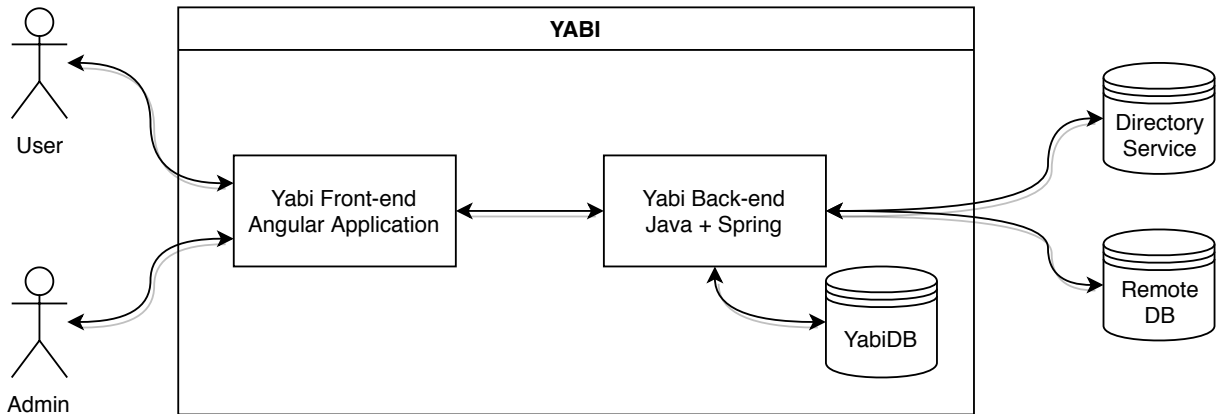 YABI
User
Directory
Service
Yabi Front-end
Angular Application
Yabi Back-end
Java + Spring
Remote
DB
YabiDB
Admin